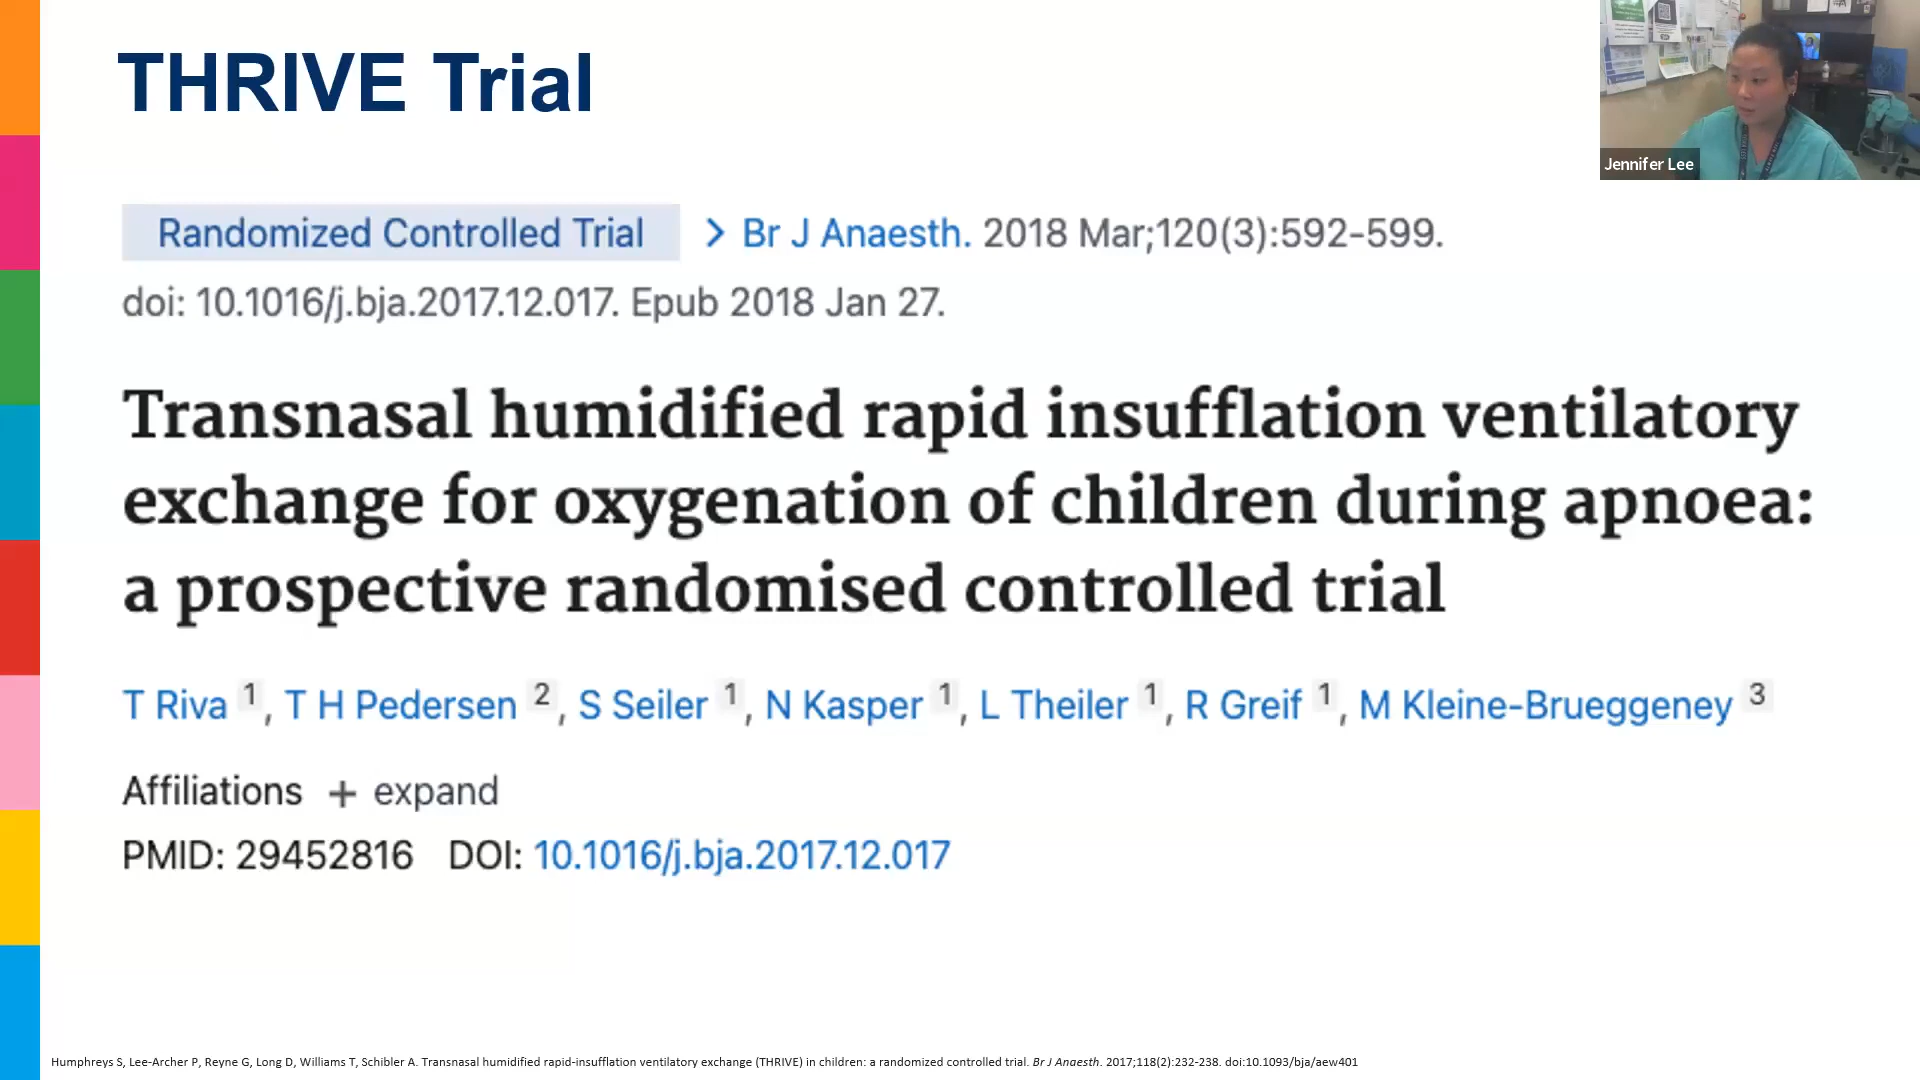 THRIVE Trial
Jennifer Lee
Randomized Controlled Trial > Br J Anaesth. 2018 Mar;120(3):592-599.
doi: 10.1016/j.bja.2017.12.017. Epub 2018 Jan 27.
Transnasal humidified rapid insufflation ventilatory
exchange for oxygenation of children during apnoea:
a prospective randomised controlled trial
T Riva 1, T H Pedersen 2, S Seiler 1, N Kasper 1, L Theiler 1, R Greif 1, M Kleine-Brueggeney 3
Affiliations + expand
PMID: 29452816 DOI: 10.1016/j.bja.2017.12.017
Humphreys S, Lee-Archer P, Reyne G, Long D, Williams T, Schibler A. Transnasal humidified rapid-insufflation ventilatory exchange (THRIVE) in children: a randomized controlled trial. Br J Anaesth. 2017;118(2):232-238. doi:10.1093/bja/aew401